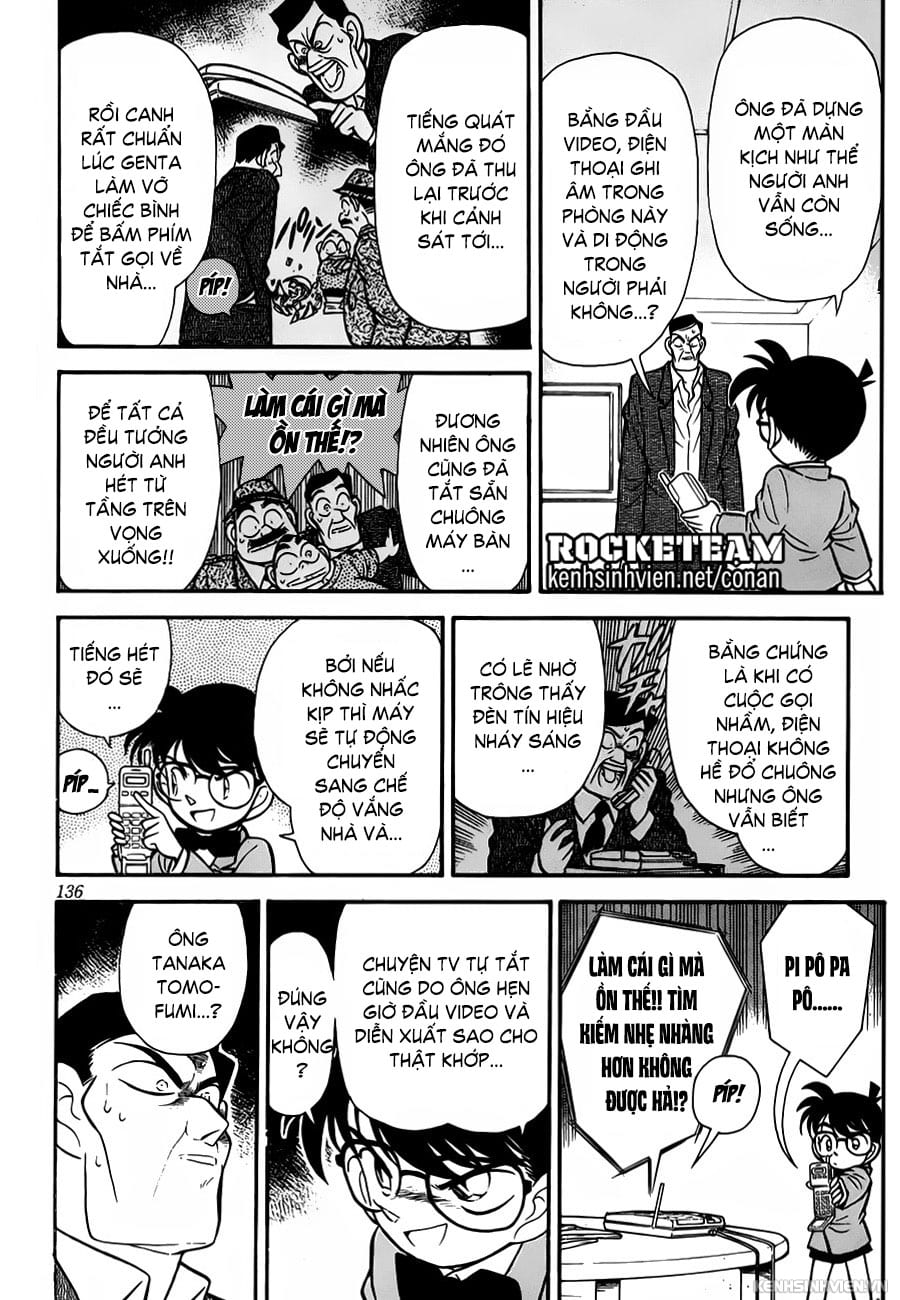 ÔNG ĐÃ DỰNG
MỘT MÀN
KỊCH NHƯ THỂ
NGƯỜI ANH
VẪN CÒN
SỐNG...
BẰNG ĐẦU
VIDEO, ĐIỆN
THOẠI GHI
ÂM TRONG
PHÒNG NÀY
VÀ DI ĐỘNG
TRONG
NGƯỜI PHẢI
KHÔNG...?
TIẾNG QUÁT
MẮNG ĐÓ
ÔNG ĐÃ THU
LẠI TRƯỚC
KHI CẢNH
SÁT TỚI...
RỒI CANH
RẤT CHUẨN
LÚC GENTA
LÀM VỠ
CHIẾC BÌNH
ĐỂ BẤM PHÍM
TẮT GỌI VỀ
NHÀ...
PÍP!
ĐƯƠNG
NHIÊN ÔNG
CŨNG ĐÃ
TẮT SẴN
CHUÔNG
MÁY BÀN
...
LÀM CÁI GÌ MÀ
ỒN THẾ!?
ĐỂ TẤT CẢ
ĐỀU TƯỞNG
NGƯỜI ANH
HÉT TỪ
TẦNG TRÊN
VỌNG
XUỐNG!!
ROCKETEAM
kenhsinhvien.net/conan
BẰNG CHỨNG
LÀ KHI CÓ
CUỘC GỌI
NHẦM, ĐIỆN
THOẠI KHÔNG
HỀ ĐỔ CHUÔNG
NHƯNG ÔNG
VẪN BIẾT
...
CÓ LẼ NHỜ
TRÔNG THẤY
ĐÈN TÍN HIỆU
NHÁY SÁNG
...
BỞI NẾU
KHÔNG NHẤC
KỊP THÌ MÁY
SẼ TỰ ĐỘNG
CHUYỂN
SANG CHẾ
ĐỘ VẮNG
NHÀ VÀ...
TIẾNG HÉT
ĐÓ SẼ
...
PÍP...
136
PI PÔ PA
PÔ......
PÍP!
LÀM CÁI GÌ MÀ
ỒN THẾ!! TÌM
KIẾM NHẸ NHÀNG
HƠN KHÔNG
ĐƯỢC HẢ!?
CHUYỆN TV TỰ TẮT
CŨNG DO ÔNG HẸN
GIỜ ĐẦU VIDEO VÀ
DIỄN XUẤT SAO CHO
THẬT KHỚP...
ĐÚNG
VẬY
KHÔNG
?
ÔNG
TANAKA
TOMO-
FUMI...?
KENHSINHVIEN.VN